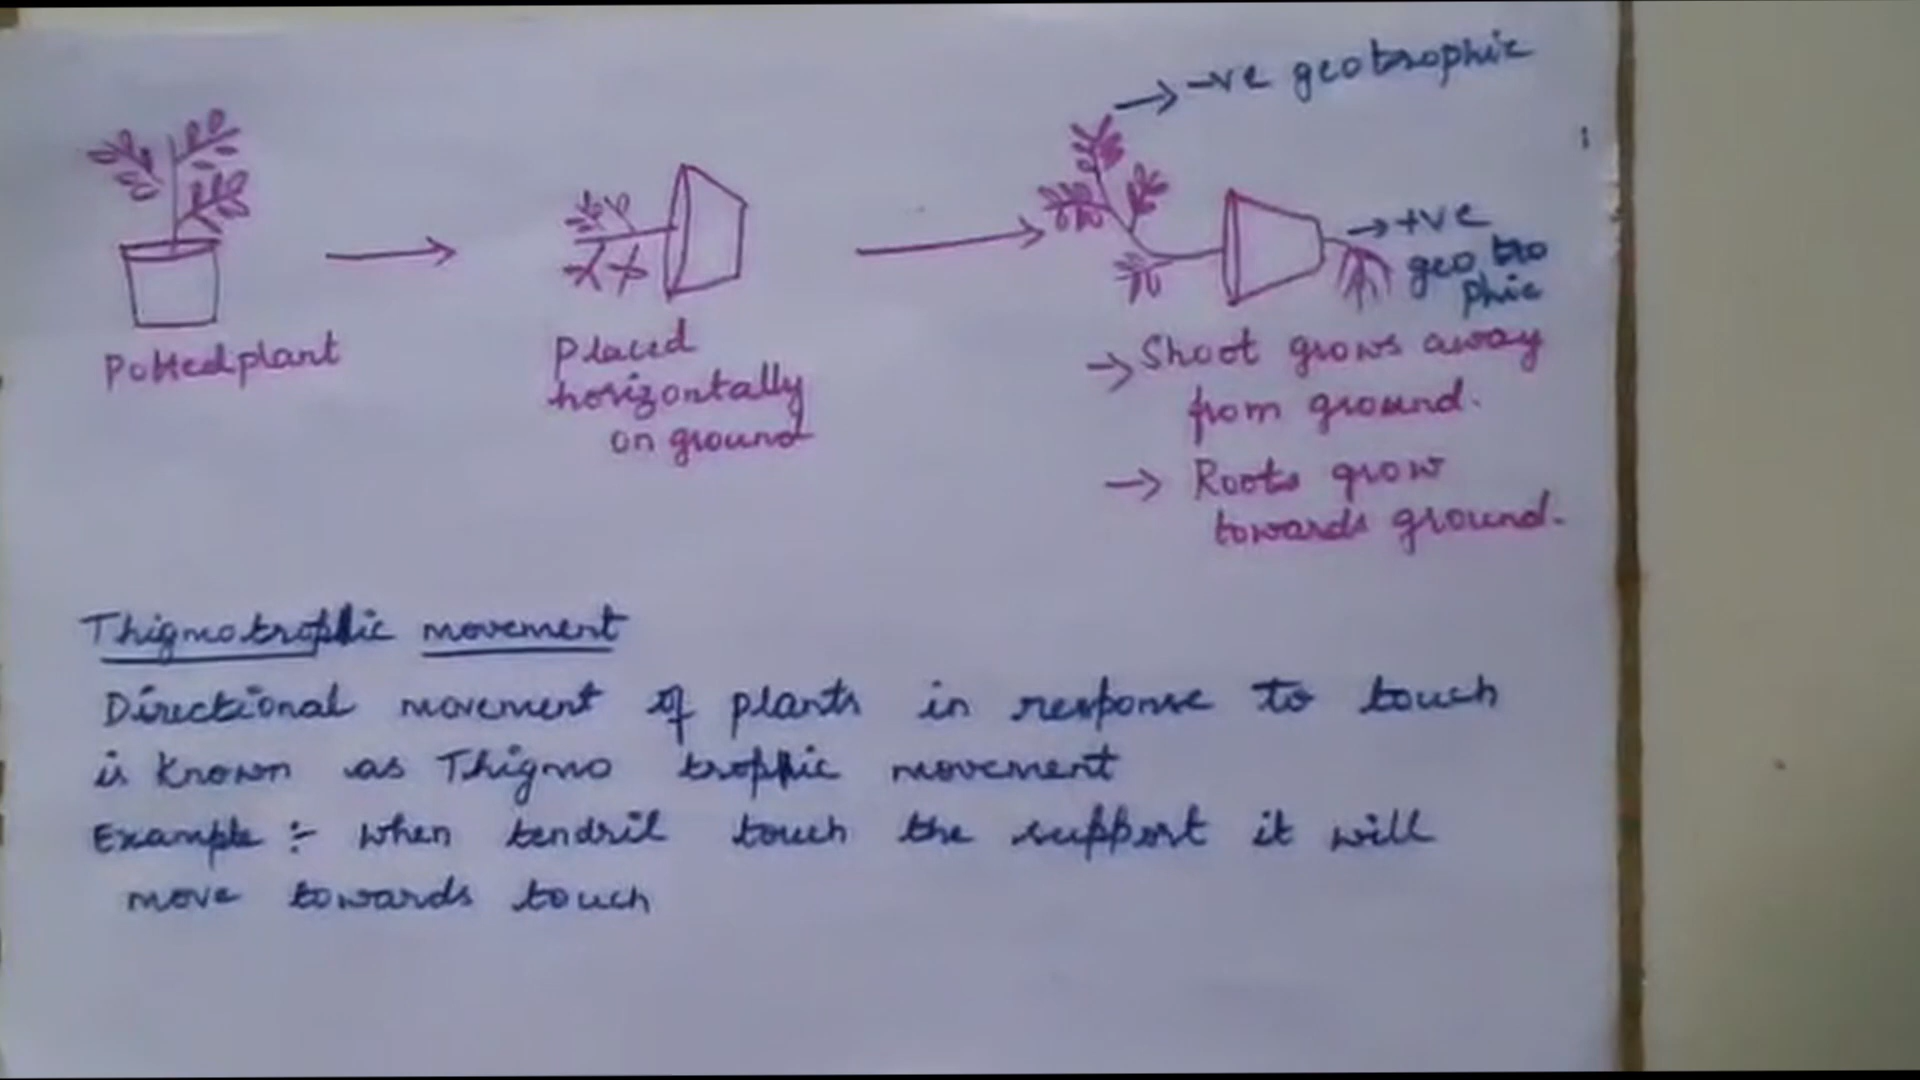 → -ve geotrophic
→ +ve
geo tro
phic
Potted plant
Placed
horizontally
on ground
→ Shoot grows away
from ground.
→ Roots grow
towards ground.
Thigmotrophic movement
Directional movement of plants in response to touch
is known as Thigmo trophic movement
Example :- when tendril touch the support it will
move towards touch